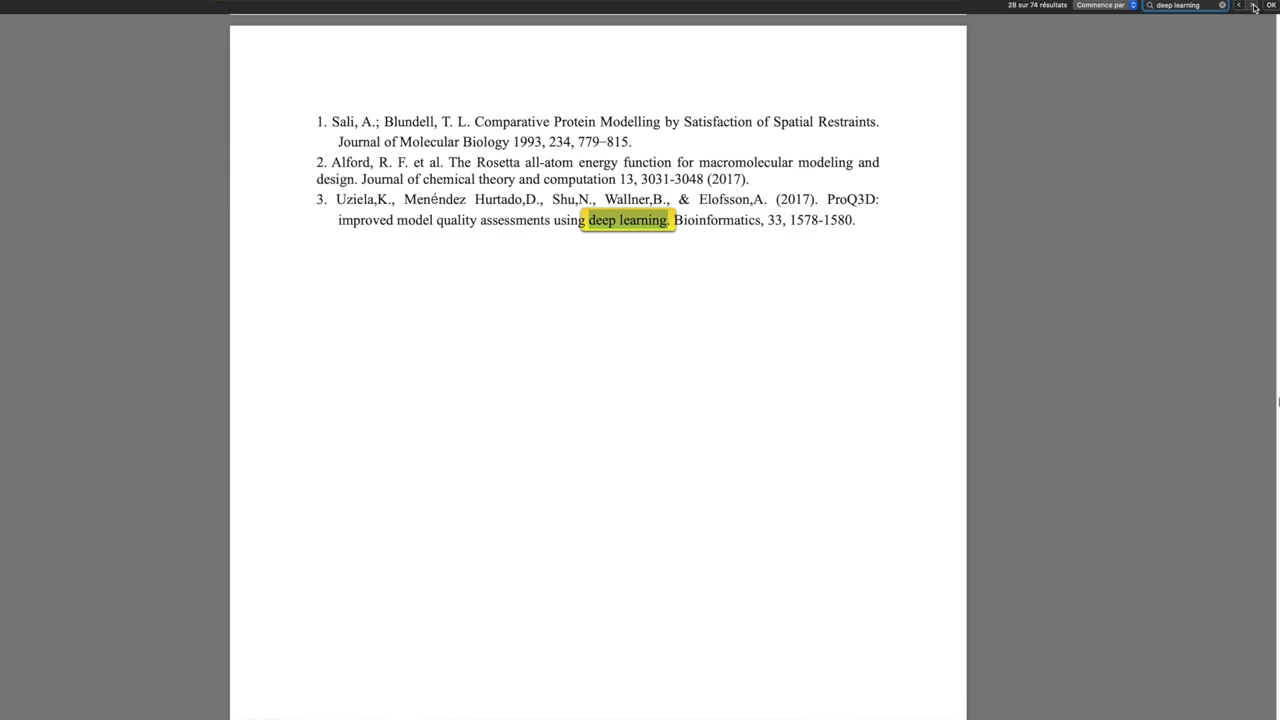 28 sur 74 résultats Commence par deep learning < > OK
1. Sali, A.; Blundell, T. L. Comparative Protein Modelling by Satisfaction of Spatial Restraints.
Journal of Molecular Biology 1993, 234, 779−815.
2. Alford, R. F. et al. The Rosetta all-atom energy function for macromolecular modeling and
design. Journal of chemical theory and computation 13, 3031-3048 (2017).
3. Uziela,K., Menéndez Hurtado,D., Shu,N., Wallner,B., & Elofsson,A. (2017). ProQ3D:
improved model quality assessments using deep learning. Bioinformatics, 33, 1578-1580.